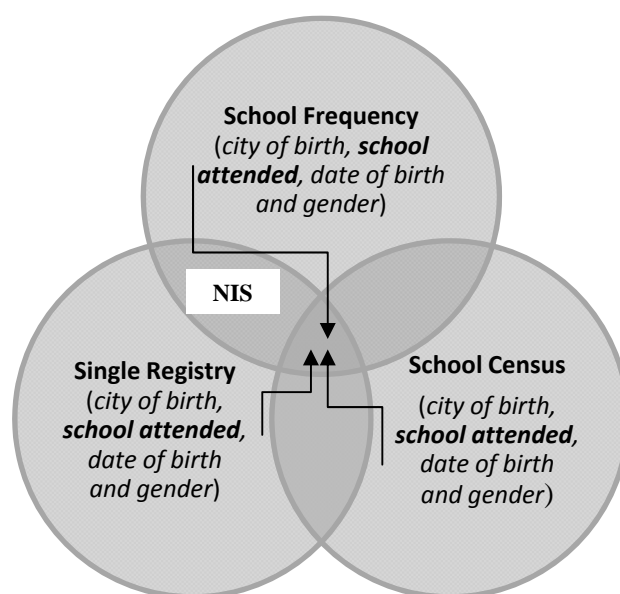 School Frequency
(city of birth, school
attended, date of birth
and gender)
NIS
Single Registry
(city of birth,
school attended,
date of birth
and gender)
School Census
(city of birth,
school attended,
date of birth
and gender)